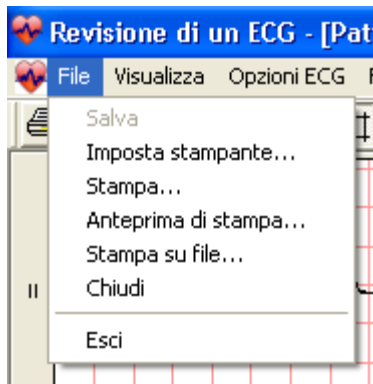 Revisione di un ECG - [Pat
File Visualizza Opzioni ECG
Salva
Imposta stampante...
Stampa...
Anteprima di stampa...
Stampa su file...
II
Chiudi
Esci